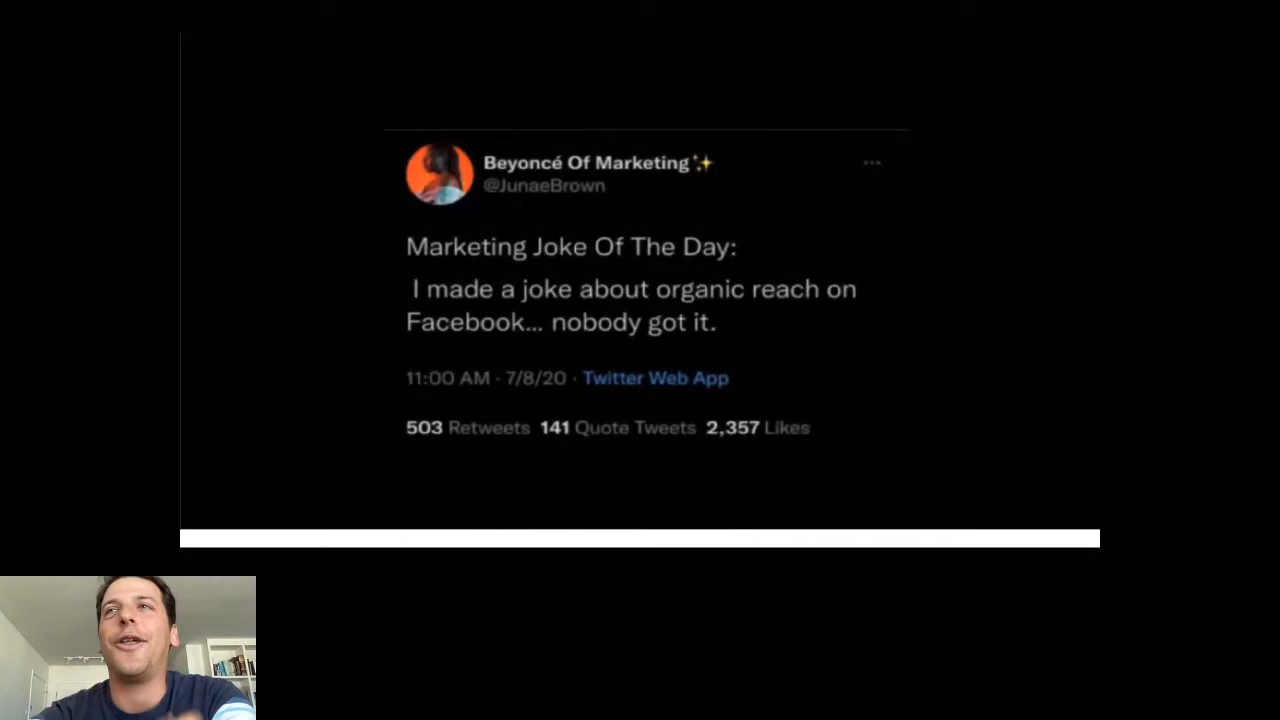 Beyoncé Of Marketing✨
@JunaeBrown
Marketing Joke Of The Day:
I made a joke about organic reach on
Facebook... nobody got it.
11:00 AM · 7/8/20 · Twitter Web App
503 Retweets 141 Quote Tweets 2,357 Likes